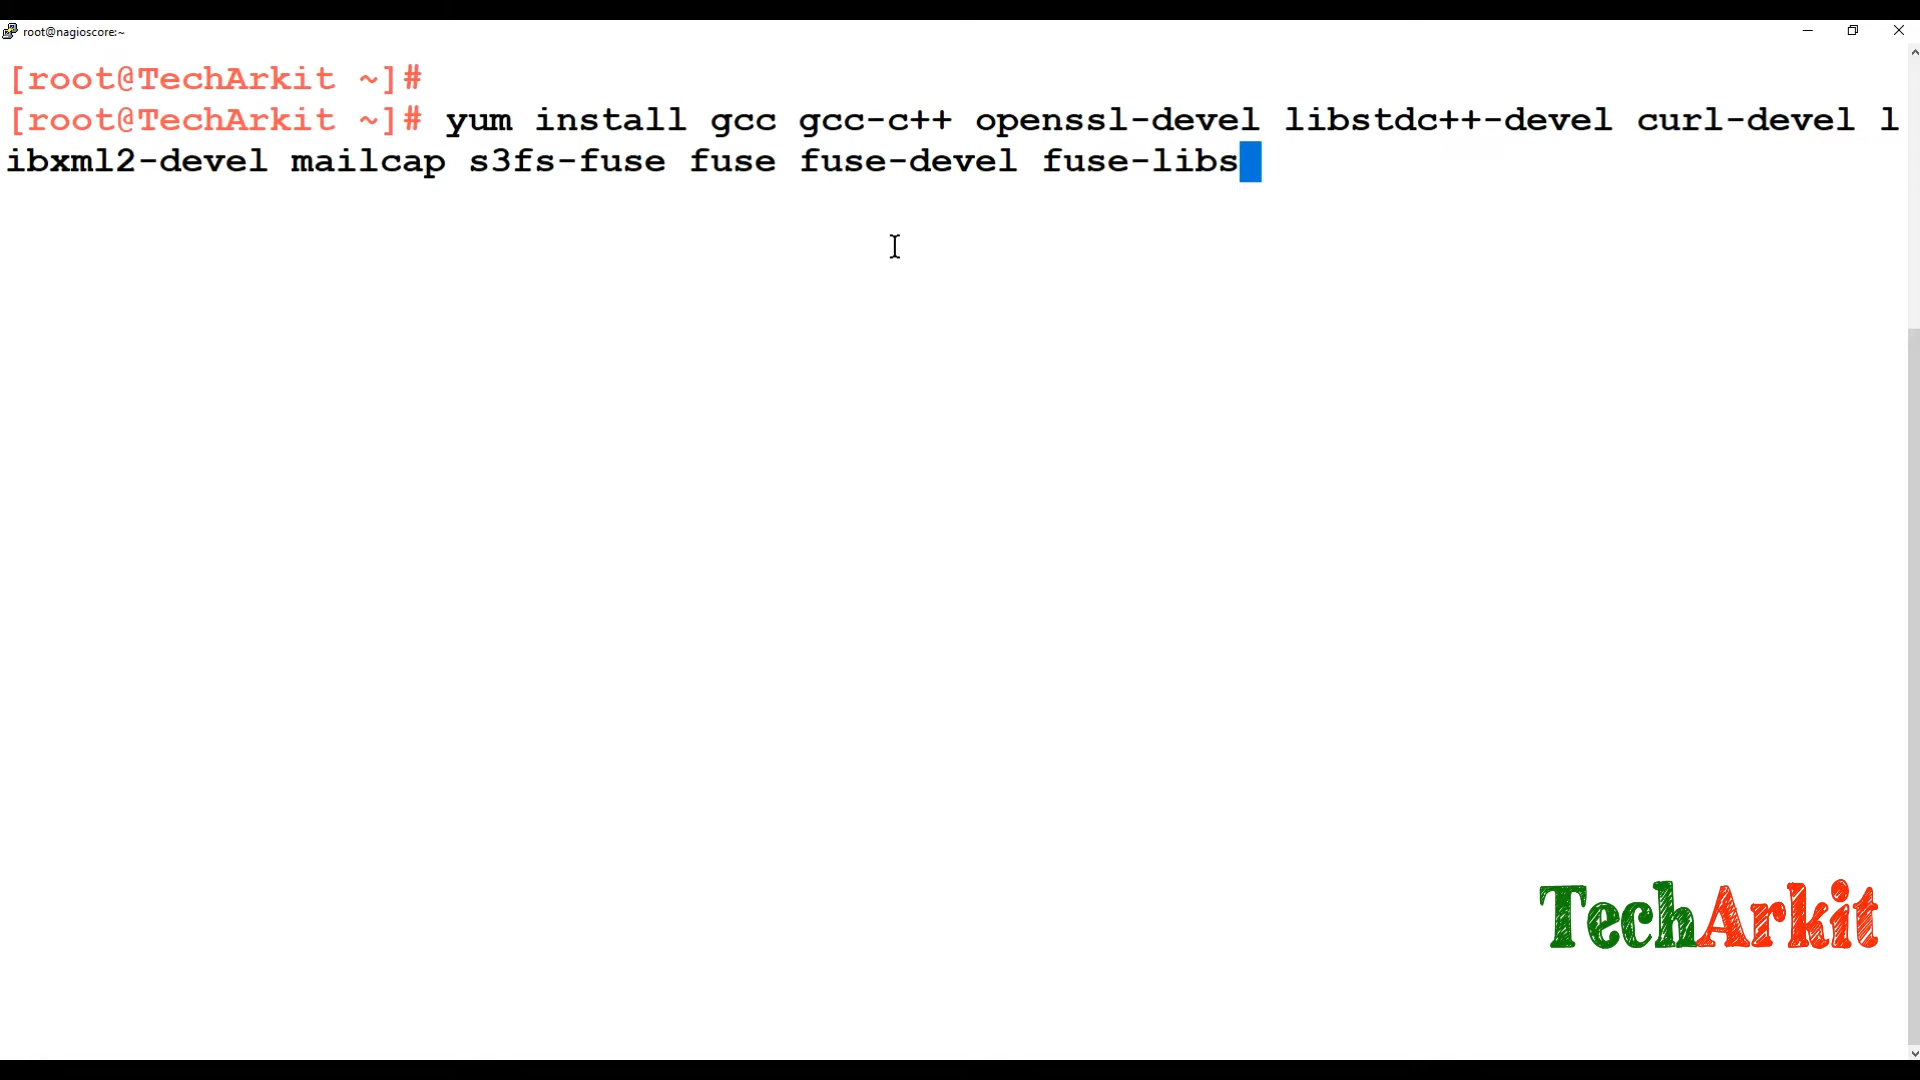 root@nagioscore:~
[root@TechArkit ~]#
[root@TechArkit ~]# yum install gcc gcc-c++ openssl-devel libstdc++-devel curl-devel l
ibxml2-devel mailcap s3fs-fuse fuse fuse-devel fuse-libs
TechArkit